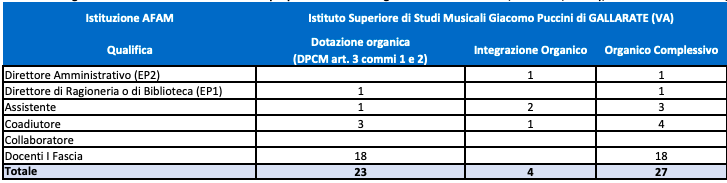 Istituzione AFAM Istituto Superiore di Studi Musicali Giacomo Puccini di GALLARATE (VA)
Qualifica Dotazione organica (DPCM art. 3 commi 1 e 2) Integrazione Organico Organico Complessivo
Direttore Amministrativo (EP2) 1 1
Direttore di Ragioneria o di Biblioteca (EP1) 1 1
Assistente 1 2 3
Coadiutore 3 1 4
Collaboratore
Docenti I Fascia 18 18
Totale 23 4 27